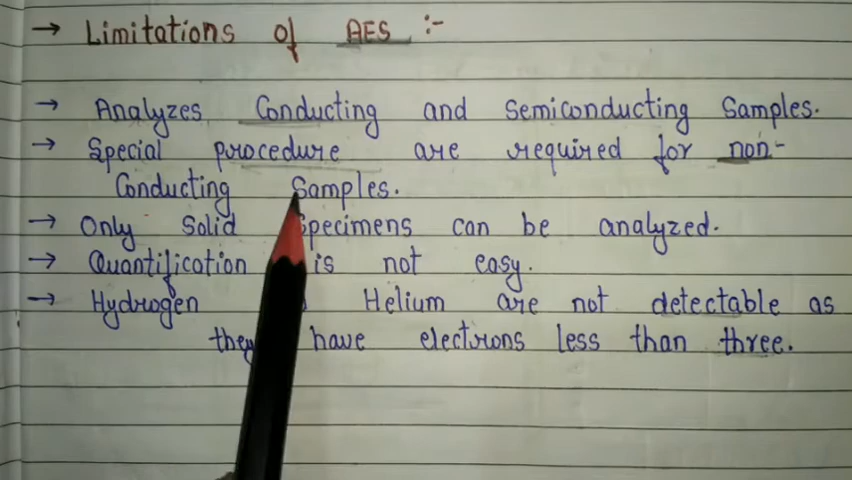 → Limitations of AES :-
→ Analyzes Conducting and Semiconducting Samples.
→ Special procedure are required for non-
Conducting Samples.
→ Only Solid Specimens can be analyzed.
→ Quantification is not easy.
→ Hydrogen Helium are not detectable as
they have electrons less than three.